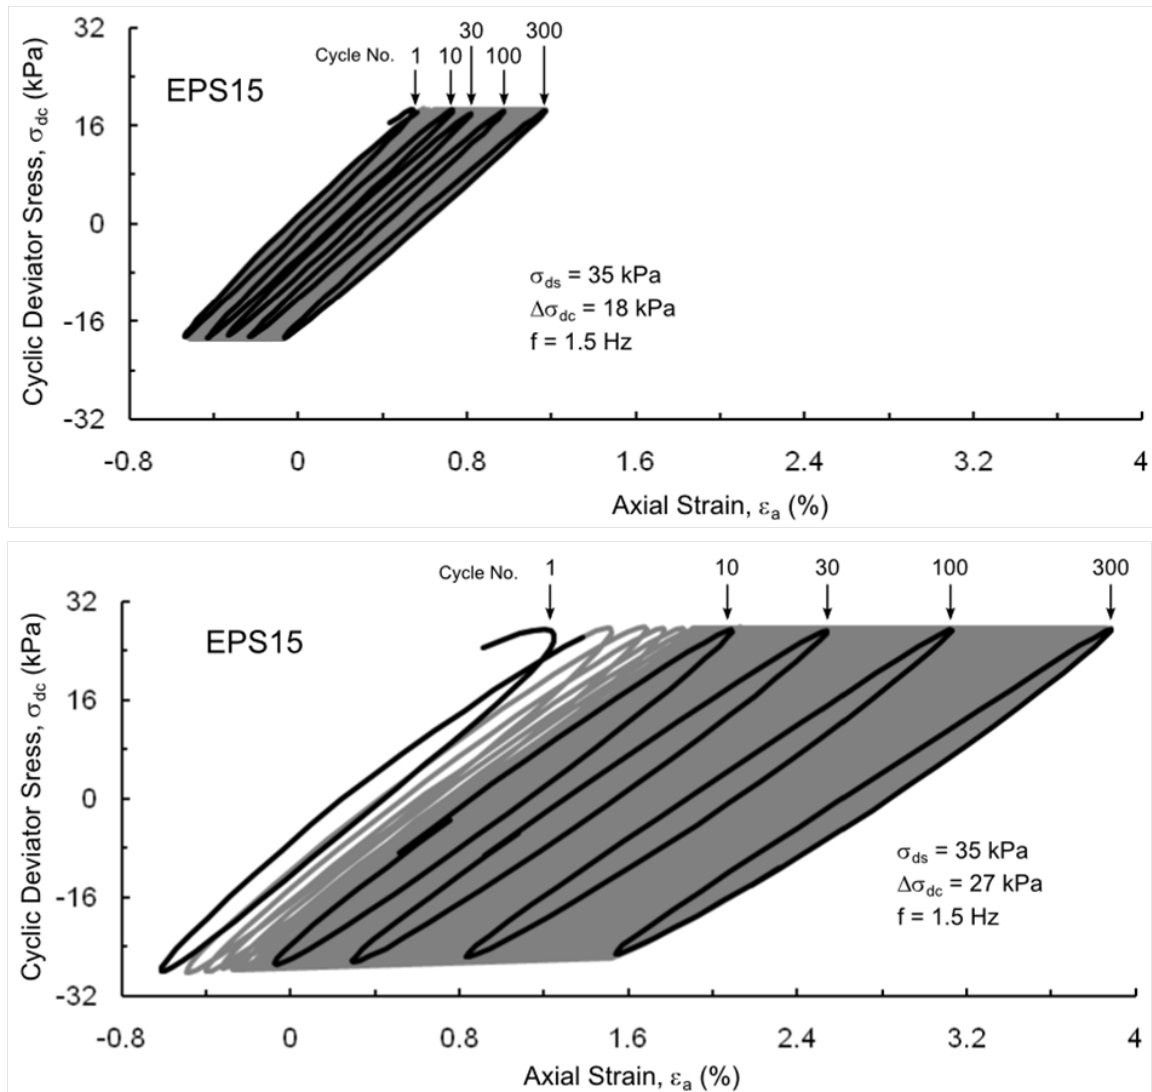 32
30
300
Cycle No.
1
10
100
EPS15
16
0
-16
-32
Cyclic Deviator Sress, σdc (kPa)
σds = 35 kPa
Δσdc = 18 kPa
f = 1.5 Hz
-0.8
0
0.8
1.6
2.4
3.2
4
Axial Strain, εa (%)
Cycle No.
1
10
30
100
300
32
EPS15
16
0
-16
-32
Cyclic Deviator Sress, σdc (kPa)
σds = 35 kPa
Δσdc = 27 kPa
f = 1.5 Hz
-0.8
0
0.8
1.6
2.4
3.2
4
Axial Strain, εa (%)